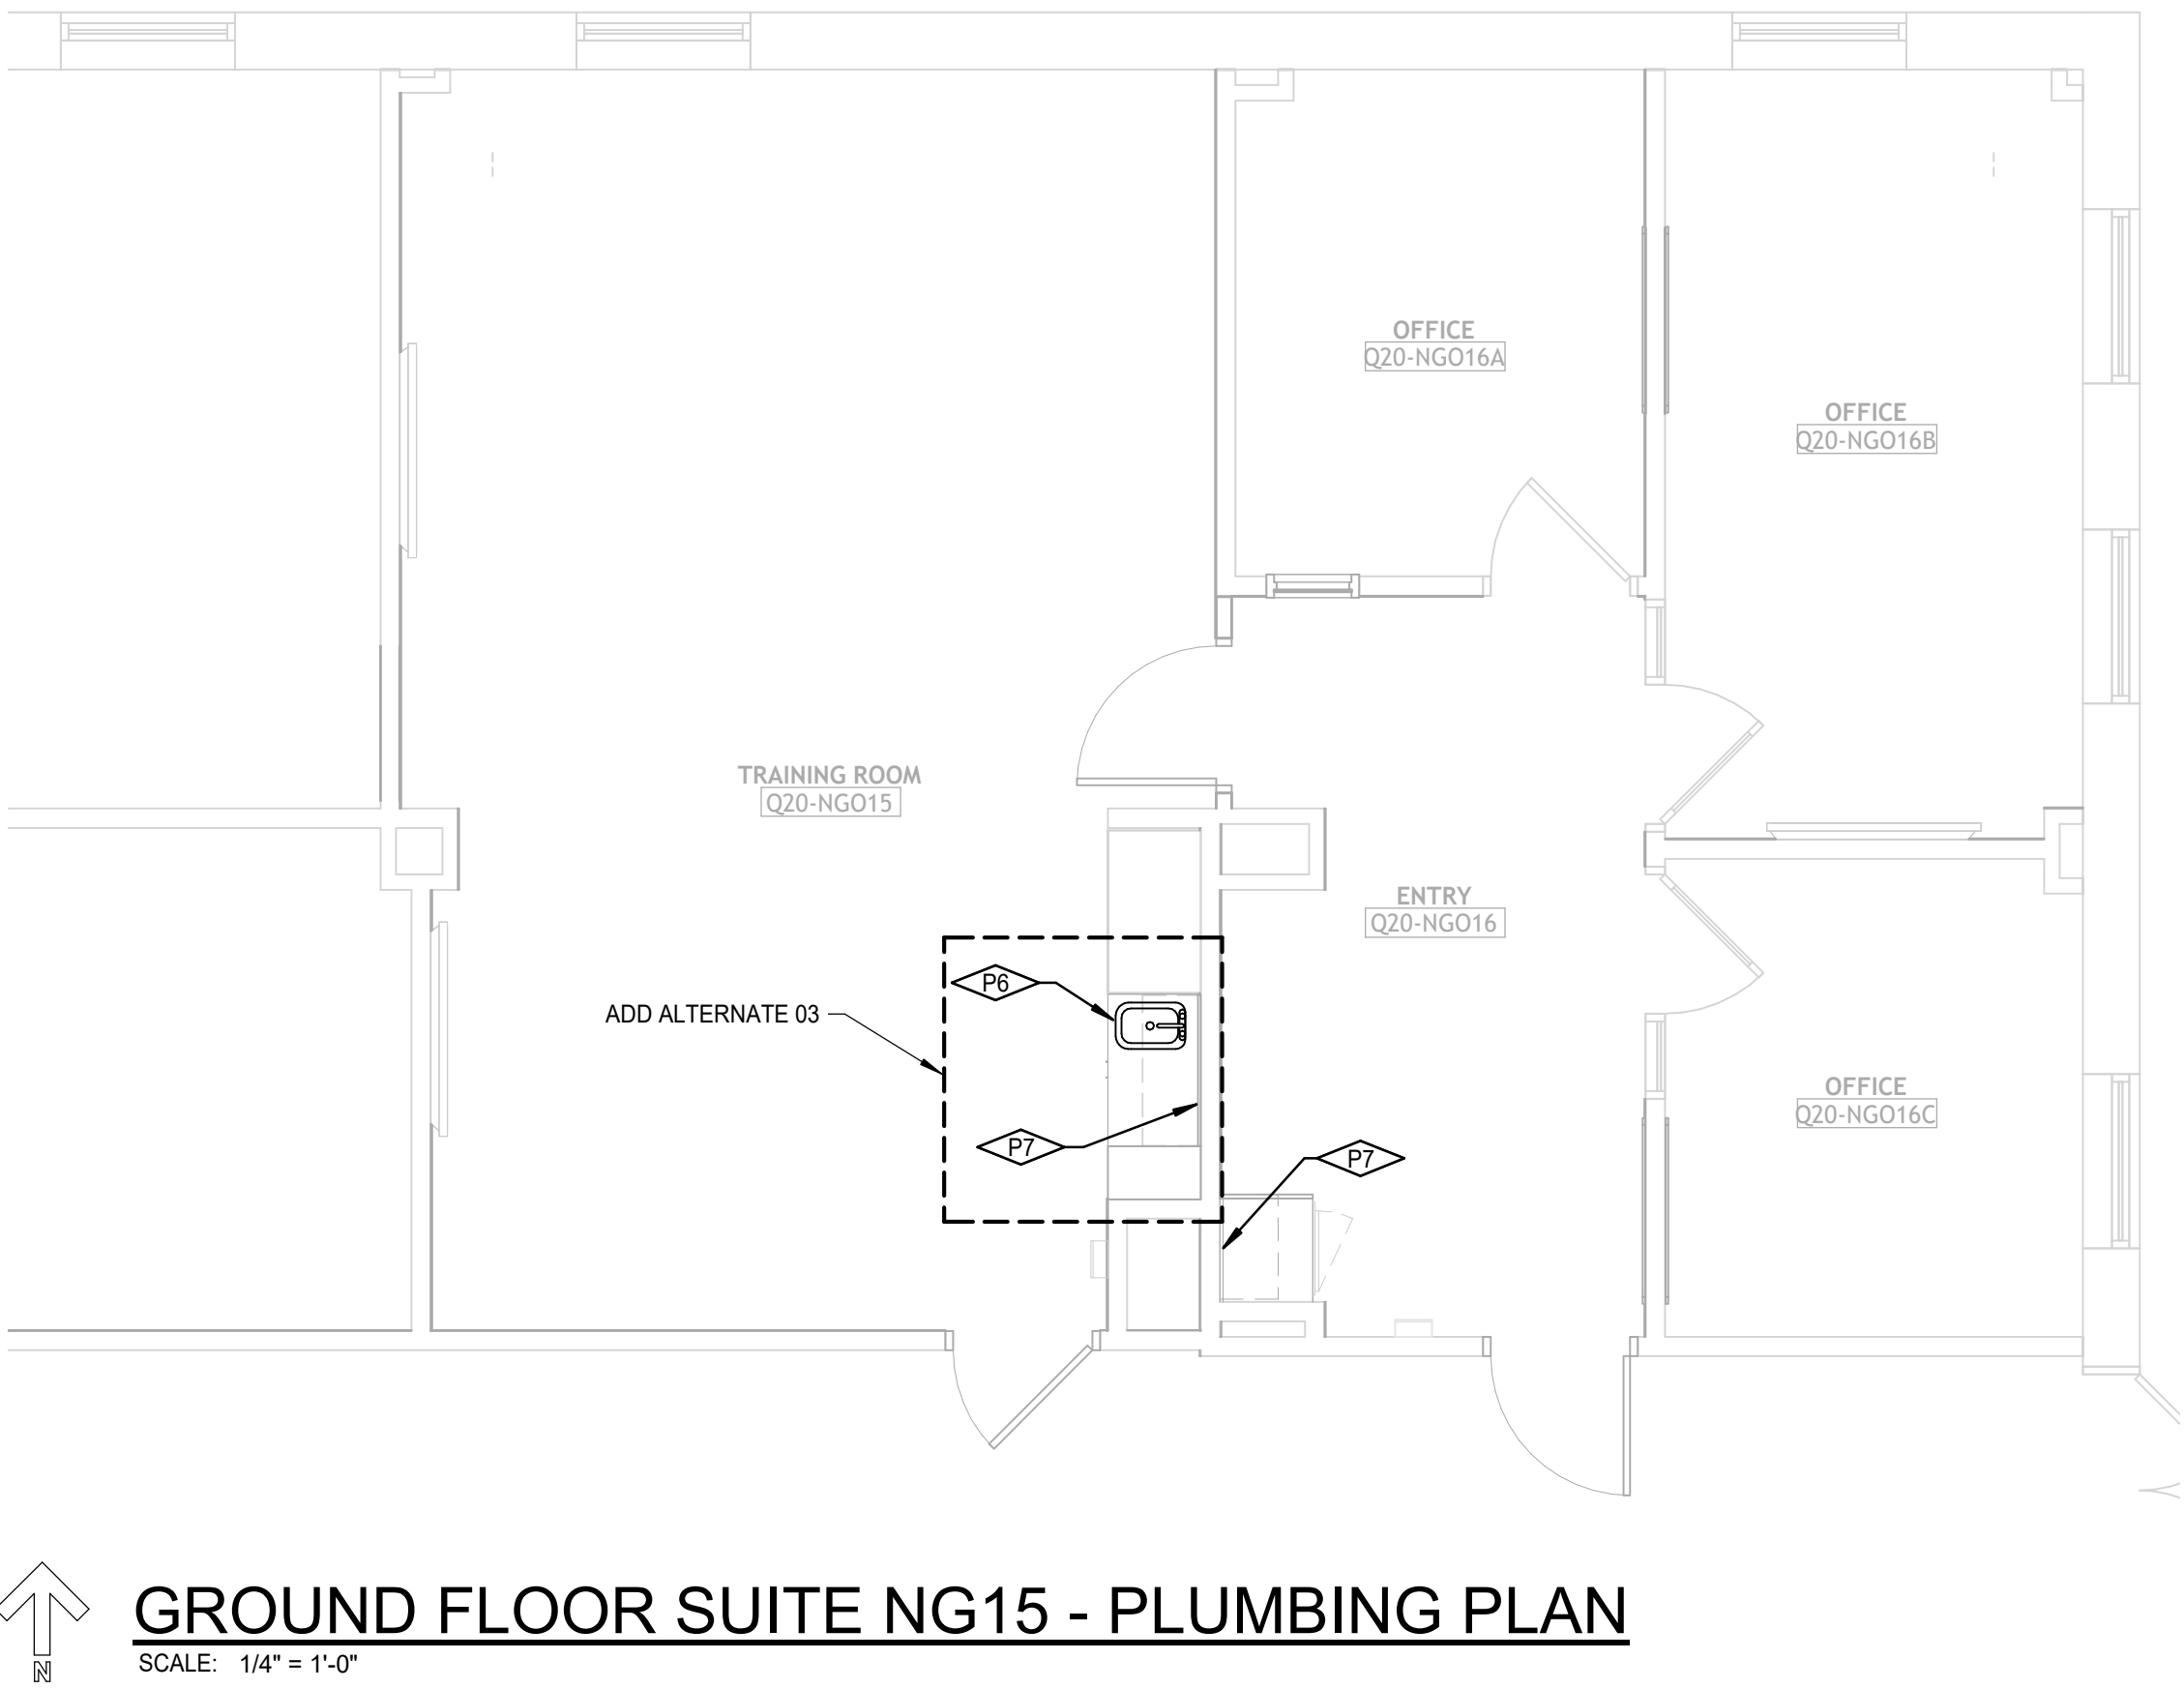 OFFICE
Q20-NGO16A
OFFICE
Q20-NGO16B
TRAINING ROOM
Q20-NGO15
ENTRY
Q20-NGO16
P6
ADD ALTERNATE 03
OFFICE
Q20-NGO16C
P7
P7
GROUND FLOOR SUITE NG15 - PLUMBING PLAN
SCALE: 1/4" = 1'-0"
N